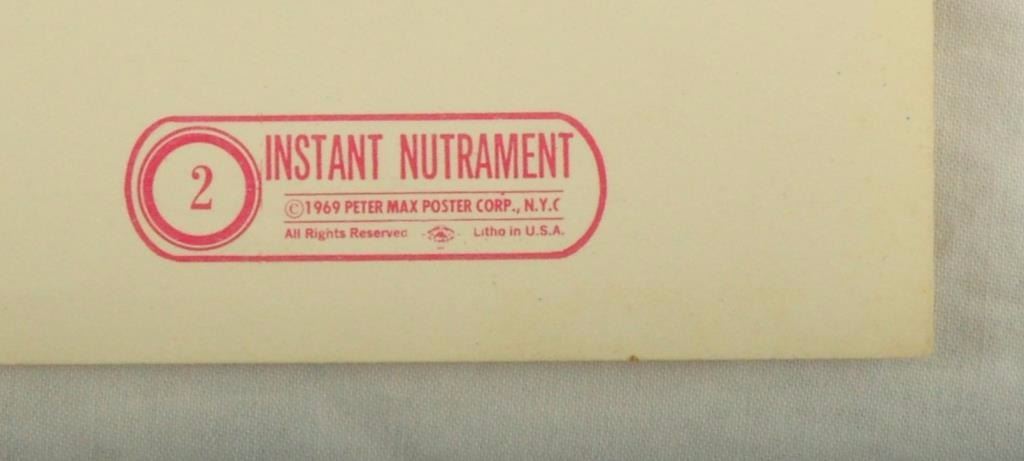 2
INSTANT NUTRAMENT
©1969 PETER MAX POSTER CORP., N.Y.C
All Rights Reserved Litho in U.S.A.